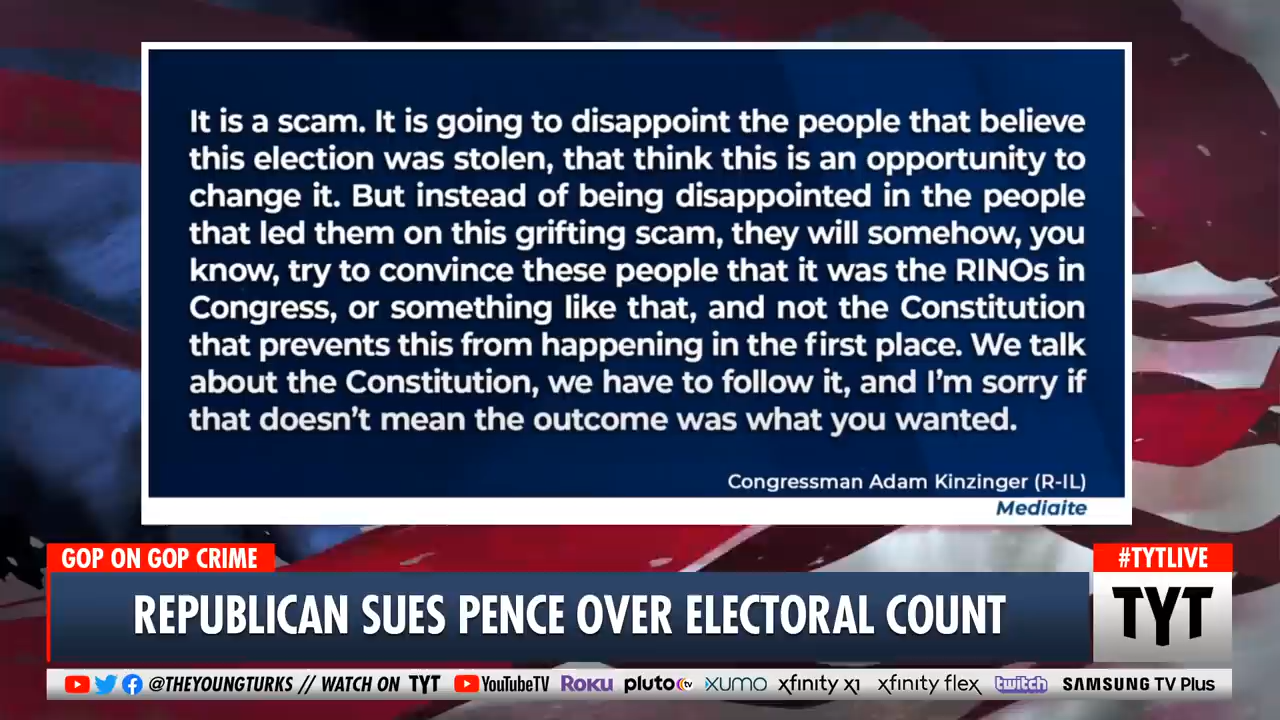 It is a scam. It is going to disappoint the people that believe
this election was stolen, that think this is an opportunity to
change it. But instead of being disappointed in the people
that led them on this grifting scam, they will somehow, you
know, try to convince these people that it was the RINOs in
Congress, or something like that, and not the Constitution
that prevents this from happening in the first place. We talk
about the Constitution, we have to follow it, and I'm sorry if
that doesn't mean the outcome was what you wanted.
Congressman Adam Kinzinger (R-IL)
Mediaite
GOP ON GOP CRIME
#TYTLIVE
REPUBLICAN SUES PENCE OVER ELECTORAL COUNT
TYT
@THEYOUNGTURKS // WATCH ON TYT YouTubeTV ROKU pluto tv XUMO xfinity x1 xfinity flex twitch SAMSUNG TV Plus